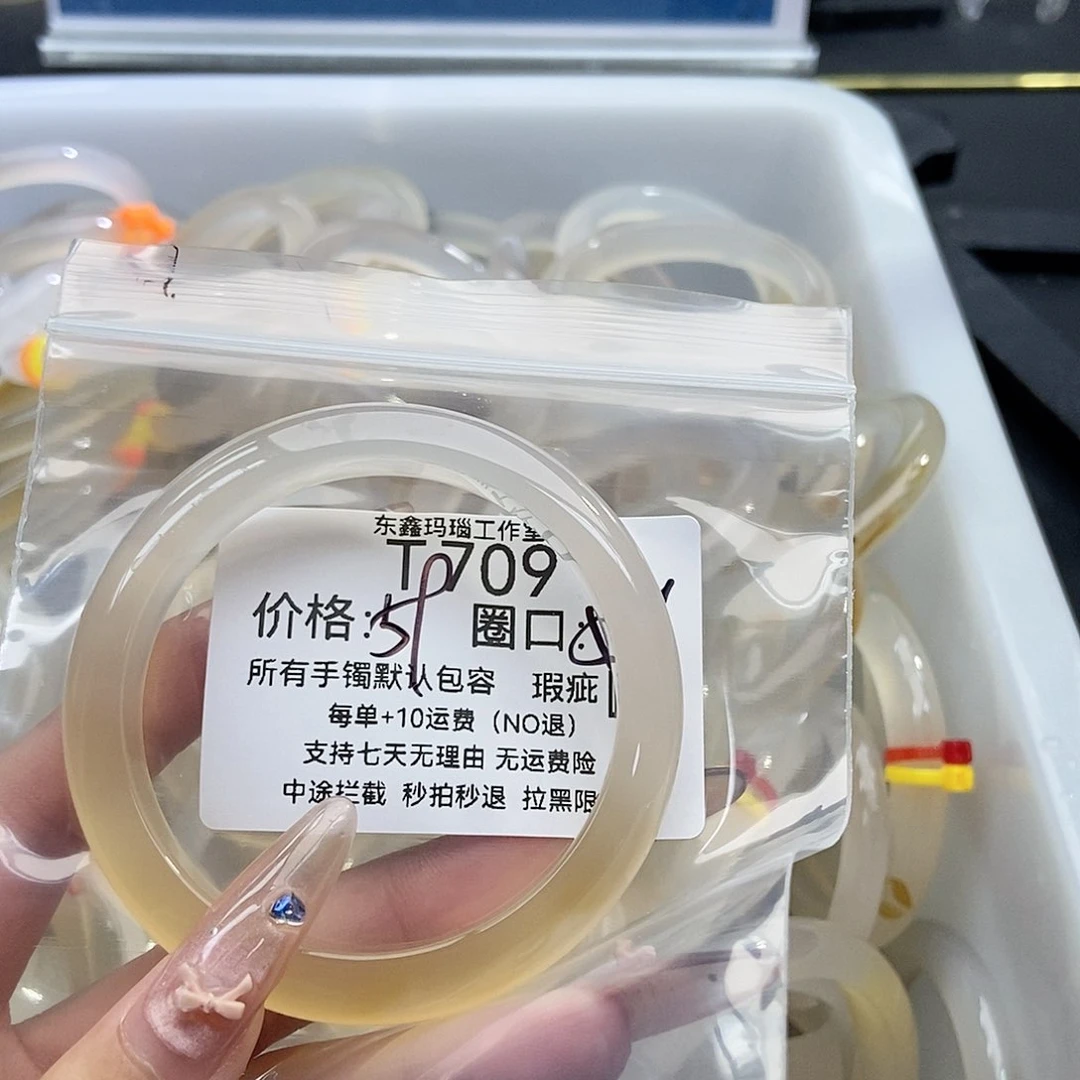 东鑫玛瑙工作室
T 709
价格: 圈口:
所有手镯默认包容 瑕疵
每单+10运费（NO退）
支持七天无理由 无运费险
中途拦截 秒拍秒退 拉黑限